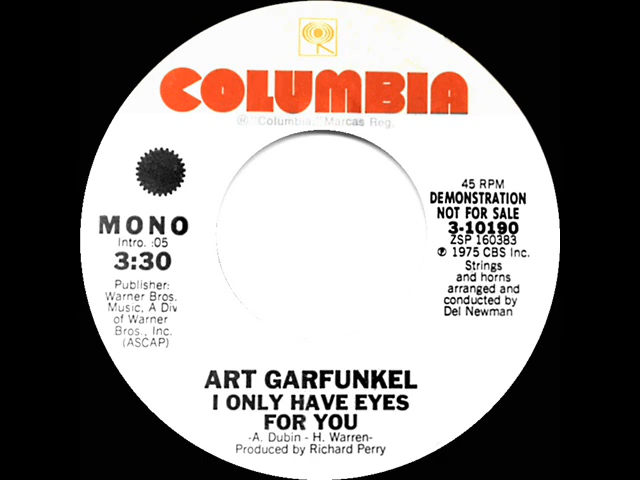 COLUMBIA
® "Columbia," Marcas Reg.
MONO
Intro. :05
3:30
Publisher:
Warner Bros.
Music, A Div
of Warner
Bros., Inc.
(ASCAP)
45 RPM
DEMONSTRATION
NOT FOR SALE
3-10190
ZSP 160383
℗ 1975 CBS Inc.
Strings
and horns
arranged and
conducted by
Del Newman
ART GARFUNKEL
I ONLY HAVE EYES
FOR YOU
-A. Dubin - H. Warren-
Produced by Richard Perry